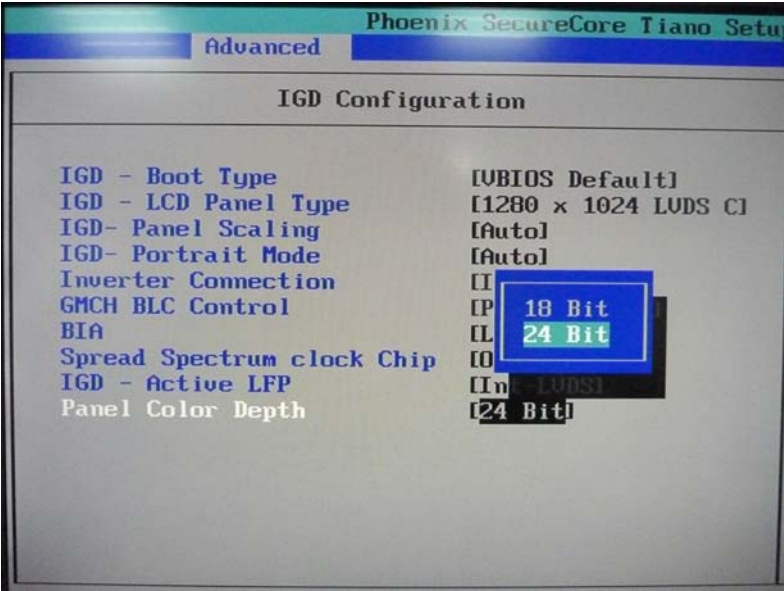 Phoenix SecureCore Tiano Setu
Advanced
IGD Configuration
IGD - Boot Type [VBIOS Default]
IGD - LCD Panel Type [1280 x 1024 LVDS C]
IGD- Panel Scaling [Auto]
IGD- Portrait Mode [Auto]
Inverter Connection [I
GMCH BLC Control [P
BIA [L
Spread Spectrum clock Chip [O
IGD - Active LFP [Int-LVDS]
Panel Color Depth [24 Bit]
18 Bit
24 Bit